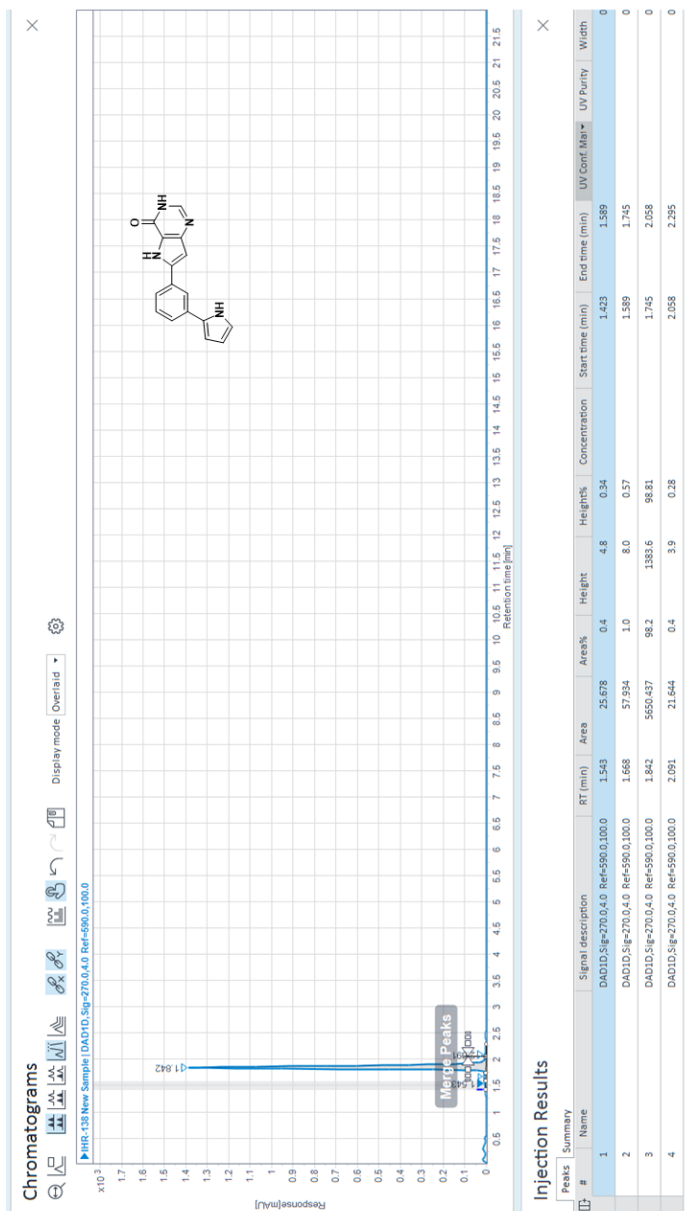 Chromatograms
Display mode Overlaid
IHR-138 New Sample | DAD1D,Sig=270.0,4.0 Ref=590.0,100.0
x10 3
1.7
1.6
1.5
1.4
1.3
1.2
1.1
1
0.9
0.8
0.7
0.6
0.5
0.4
0.3
0.2
0.1
0
Response[mAU]
1.842
1.543
Merge Peaks
O
NH
N
H
N
NH
0.5 1 1.5 2 2.5 3 3.5 4 4.5 5 5.5 6 6.5 7 7.5 8 8.5 9 9.5 10 10.5 11 11.5 12 12.5 13 13.5 14 14.5 15 15.5 16 16.5 17 17.5 18 18.5 19 19.5 20 20.5 21 21.5
Retention time [min]
Injection Results
Peaks Summary
# Name Signal description RT (min) Area Area% Height Height% Concentration Start time (min) End time (min) UV Conf. Mat UV Purity Width
1 DAD1D,Sig=270.0,4.0 Ref=590.0,100.0 1.543 25.678 0.4 4.8 0.34 1.423 1.589 0
2 DAD1D,Sig=270.0,4.0 Ref=590.0,100.0 1.668 57.934 1.0 8.0 0.57 1.589 1.745 0
3 DAD1D,Sig=270.0,4.0 Ref=590.0,100.0 1.842 5650.437 98.2 1383.6 98.81 1.745 2.058 0
4 DAD1D,Sig=270.0,4.0 Ref=590.0,100.0 2.091 21.644 0.4 3.9 0.28 2.058 2.295 0